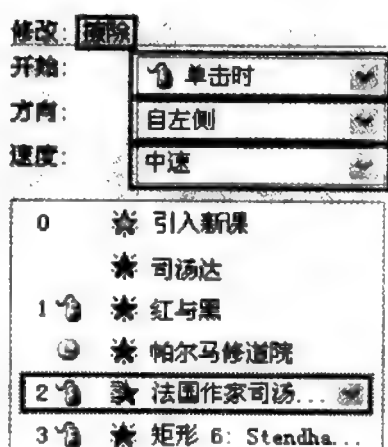 修改: 擦除
开始: 单击时
方向: 自左侧
速度: 中速
0 引入新课
司汤达
1 红与黑
帕尔马修道院
2 法国作家司汤...
3 矩形 6: Stendha...